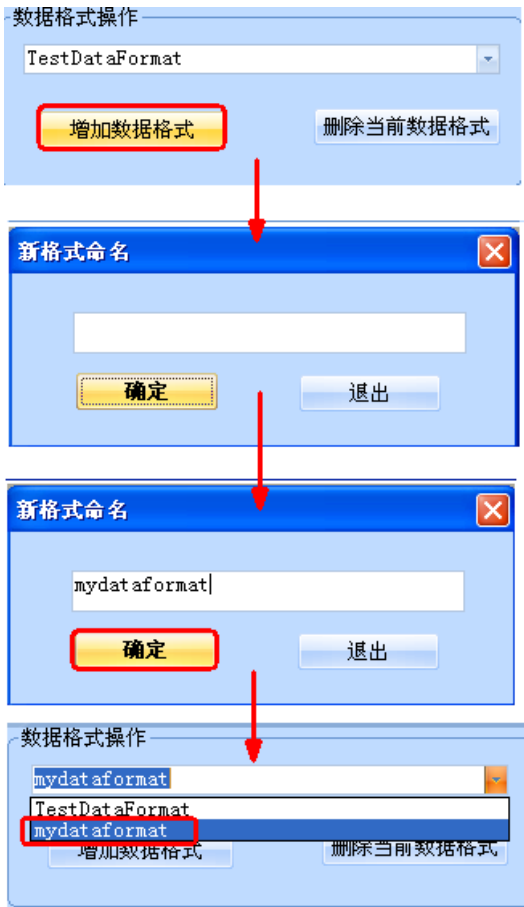 数据格式操作
TestDataFormat
增加数据格式 删除当前数据格式
新格式命名
确定 退出
新格式命名
mydataformat
确定 退出
数据格式操作
mydataformat
TestDataFormat
mydataformat
增加数据格式 删除当前数据格式